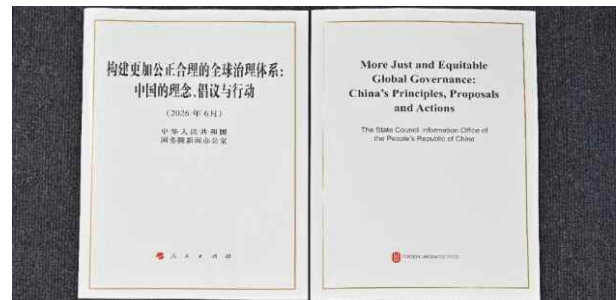 构建更加公正合理的全球治理体系：
中国的理念、倡议与行动
（2026年6月）
中华人民共和国
国务院新闻办公室
人民出版社
More Just and Equitable
Global Governance:
China's Principles, Proposals
and Actions
The State Council Information Office of
the People's Republic of China
FOREIGN LANGUAGES PRESS